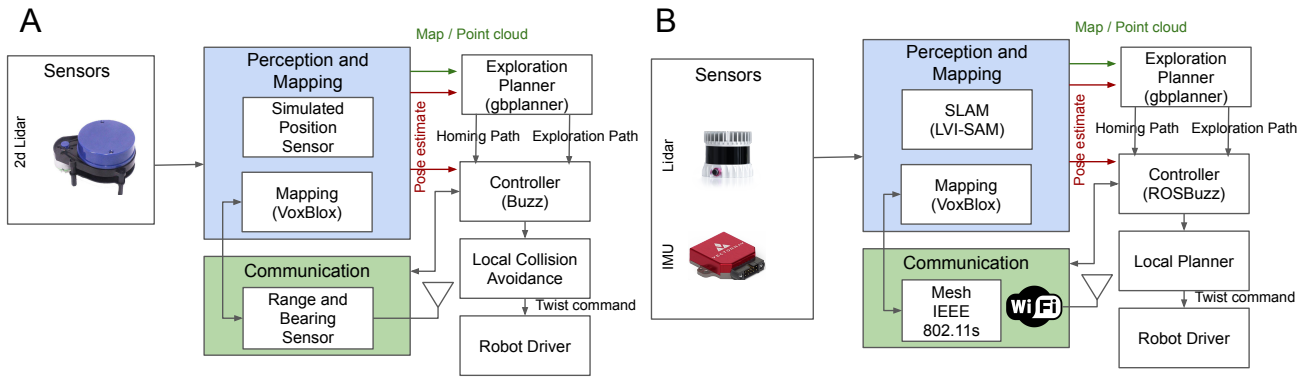 A
Sensors
2d Lidar
Perception and
Mapping
Simulated
Position
Sensor
Mapping
(VoxBlox)
Communication
Range and
Bearing
Sensor
Map / Point cloud
Pose estimate
Exploration
Planner
(gbplanner)
Homing Path
Exploration Path
Controller
(Buzz)
Local Collision
Avoidance
Twist command
Robot Driver
B
Sensors
Lidar
IMU
Perception and
Mapping
SLAM
(LVI-SAM)
Mapping
(VoxBlox)
Communication
Mesh
IEEE
802.11s
Wi Fi
Map / Point cloud
Pose estimate
Exploration
Planner
(gbplanner)
Homing Path
Exploration Path
Controller
(ROSBuzz)
Local Planner
Twist command
Robot Driver